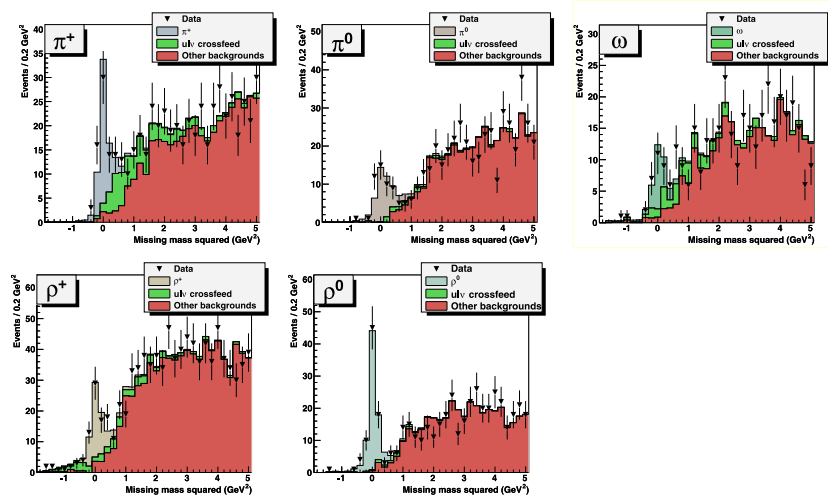 π+
Data
π+
ulν crossfeed
Other backgrounds
Events / 0.2 GeV²
40
35
30
25
20
15
10
5
0
-1 0 1 2 3 4 5
Missing mass squared (GeV²)
π0
Data
π0
ulν crossfeed
Other backgrounds
Events / 0.2 GeV²
50
40
30
20
10
0
-1 0 1 2 3 4 5
Missing mass squared (GeV²)
ω
Data
ω
ulν crossfeed
Other backgrounds
Events / 0.2 GeV²
30
25
20
15
10
5
0
-1 0 1 2 3 4 5
Missing mass squared (GeV²)
ρ+
Data
ρ+
ulν crossfeed
Other backgrounds
Events / 0.2 GeV²
60
50
40
30
20
10
0
-1 0 1 2 3 4 5
Missing mass squared (GeV²)
ρ0
Data
ρ0
ulν crossfeed
Other backgrounds
Events / 0.2 GeV²
50
40
30
20
10
0
-1 0 1 2 3 4 5
Missing mass squared (GeV²)